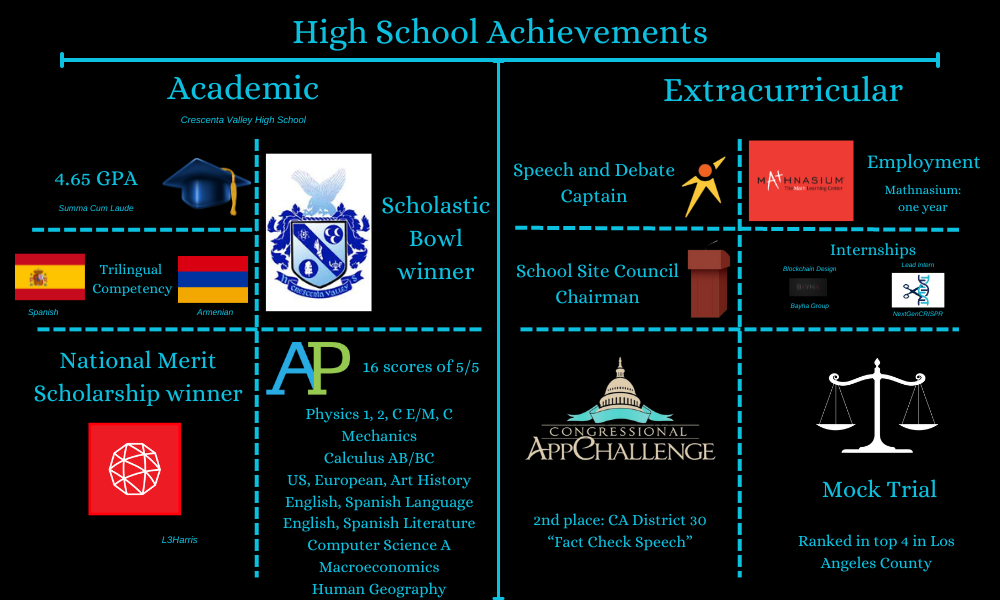 High School Achievements
Academic
Crescenta Valley High School
4.65 GPA
Summa Cum Laude
Trilingual
Competency
Spanish
Armenian
Scholastic
Bowl
winner
National Merit
Scholarship winner
L3Harris
AP
16 scores of 5/5
Physics 1, 2, C E/M, C
Mechanics
Calculus AB/BC
US, European, Art History
English, Spanish Language
English, Spanish Literature
Computer Science A
Macroeconomics
Human Geography
Extracurricular
Speech and Debate
Captain
MATHNASIUM
The Math Learning Center
Employment
Mathnasium:
one year
School Site Council
Chairman
Internships
Blockchain Design
Bayha Group
Lead Intern
NextGenCRISPR
CONGRESSIONAL
APPCHALLENGE
2nd place: CA District 30
“Fact Check Speech”
Mock Trial
Ranked in top 4 in Los
Angeles County